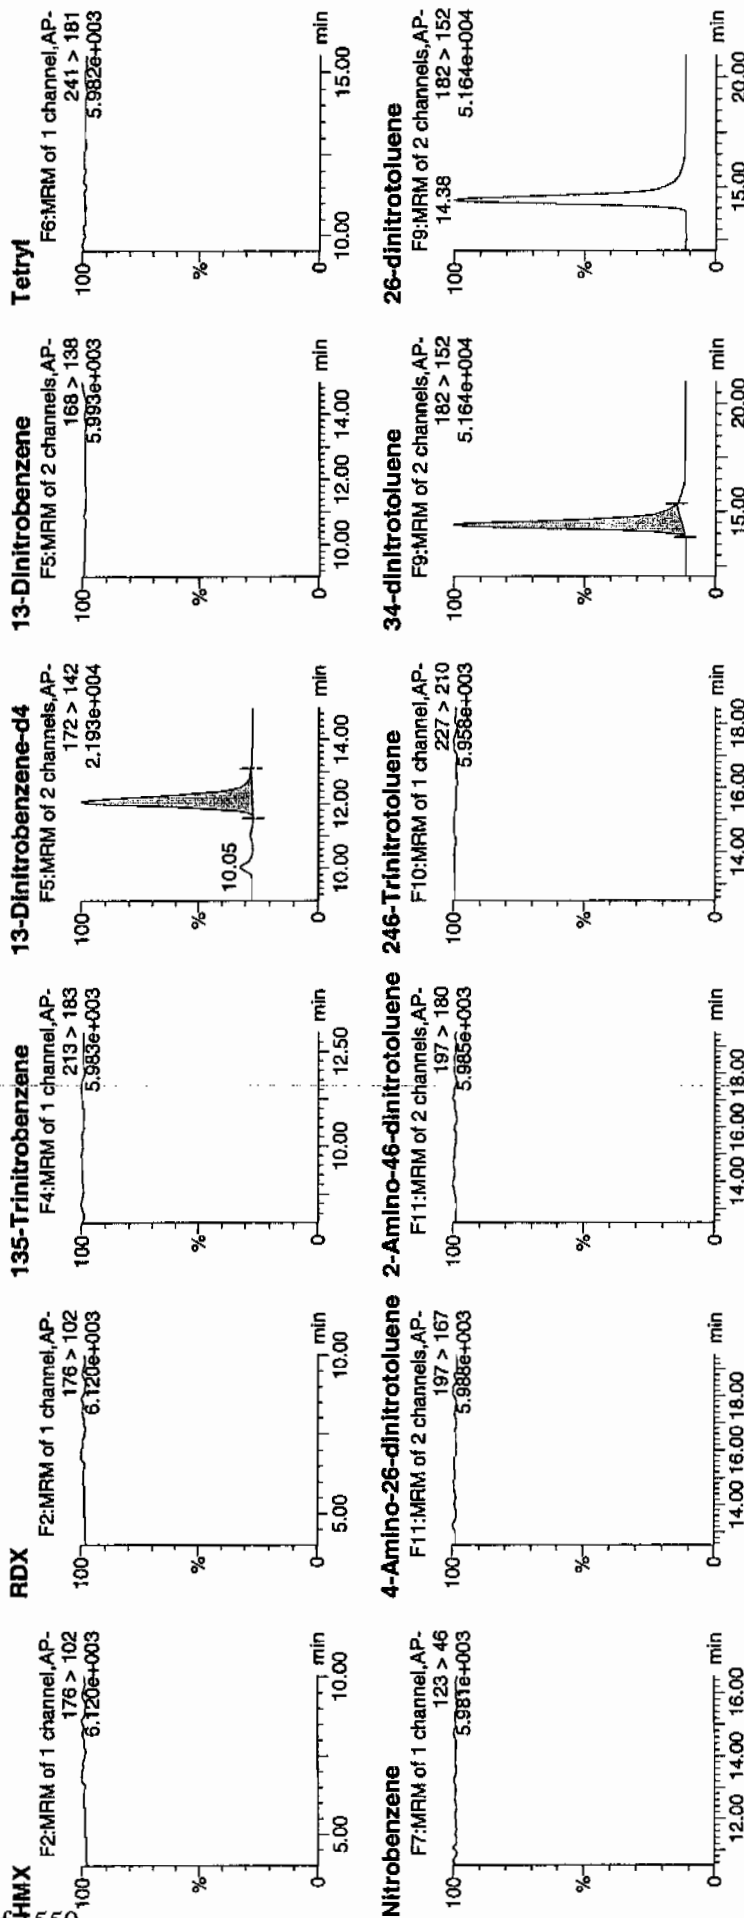 HMX
F2:MRM of 1 channel,AP-
176 > 102
6.120e+003
100
%
0
5.00 10.00 min
RDX
F2:MRM of 1 channel,AP-
176 > 102
6.120e+003
100
%
0
5.00 10.00 min
135-Trinitrobenzene
F4:MRM of 1 channel,AP-
213 > 183
5.983e+003
100
%
0
10.00 12.50 min
13-Dinitrobenzene-d4
F5:MRM of 2 channels,AP-
172 > 142
2.193e+004
100
%
10.05
0
10.00 12.00 14.00 min
13-Dinitrobenzene
F5:MRM of 2 channels,AP-
168 > 138
5.993e+003
100
%
0
10.00 12.00 14.00 min
Tetryl
F6:MRM of 1 channel,AP-
241 > 181
5.982e+003
100
%
0
10.00 15.00 min
Nitrobenzene
F7:MRM of 1 channel,AP-
123 > 46
5.981e+003
100
%
0
12.00 14.00 16.00 min
4-Amino-26-dinitrotoluene
F11:MRM of 2 channels,AP-
197 > 167
5.988e+003
100
%
0
14.00 16.00 18.00 min
2-Amino-46-dinitrotoluene
F11:MRM of 2 channels,AP-
197 > 180
5.985e+003
100
%
0
14.00 16.00 18.00 min
246-Trinitrotoluene
F10:MRM of 1 channel,AP-
227 > 210
5.958e+003
100
%
0
14.00 16.00 18.00 min
34-dinitrotoluene
F9:MRM of 2 channels,AP-
182 > 152
5.164e+004
100
%
0
15.00 20.00 min
26-dinitrotoluene
F9:MRM of 2 channels,AP-
182 > 152
5.164e+004
14.38
100
%
0
15.00 20.00 min